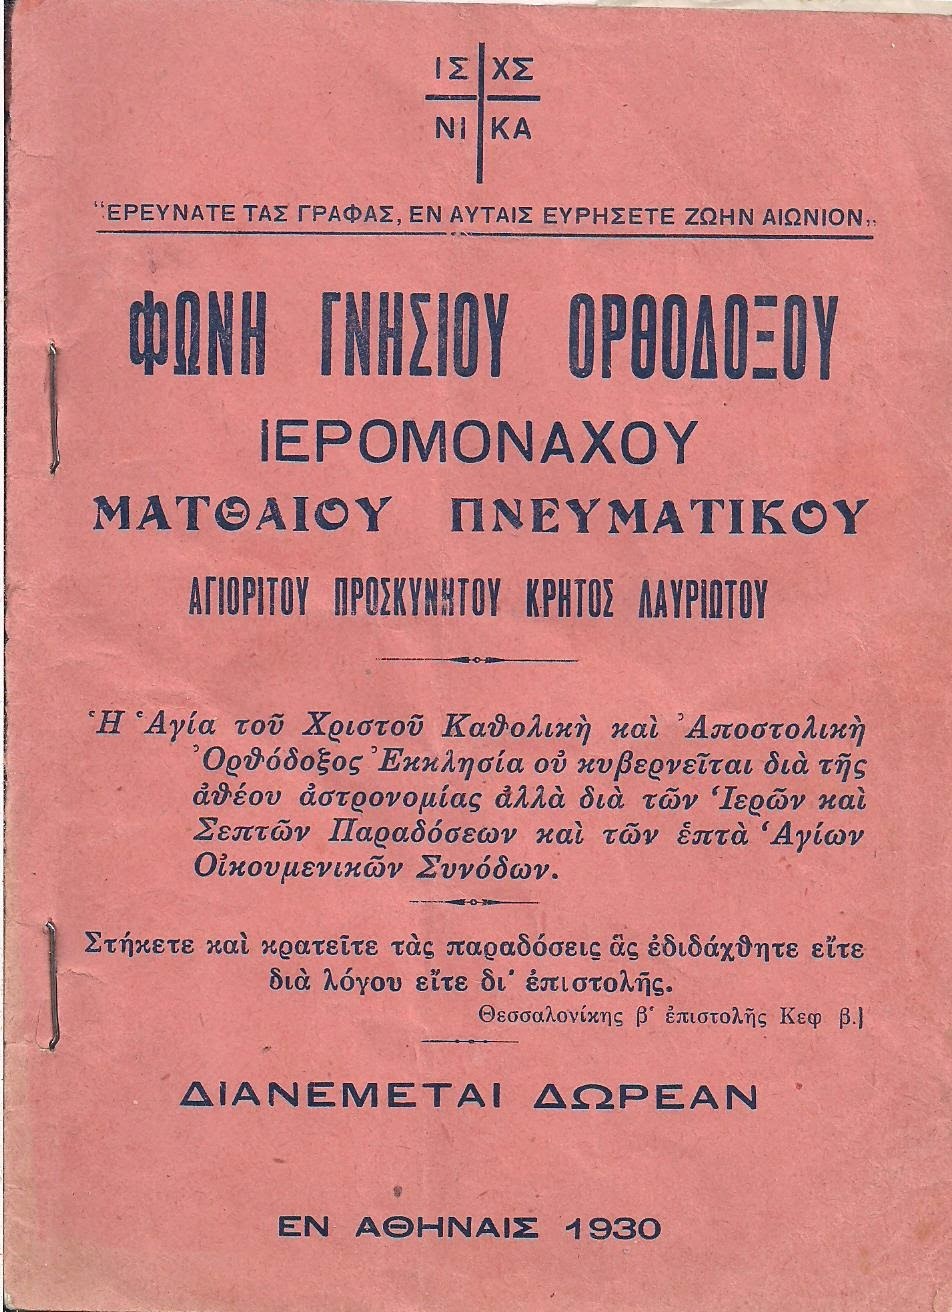 ΙΣ ΧΣ
ΝΙ ΚΑ
“ΕΡΕΥΝΑΤΕ ΤΑΣ ΓΡΑΦΑΣ, ΕΝ ΑΥΤΑΙΣ ΕΥΡΗΣΕΤΕ ΖΩΗΝ ΑΙΩΝΙΟΝ„
ΦΩΝΗ ΓΝΗΣΙΟΥ ΟΡΘΟΔΟΞΟΥ
ΙΕΡΟΜΟΝΑΧΟΥ
ΜΑΤΘΑΙΟΥ ΠΝΕΥΜΑΤΙΚΟΥ
ΑΓΙΟΡΙΤΟΥ ΠΡΟΣΚΥΝΗΤΟΥ ΚΡΗΤΟΣ ΛΑΥΡΙΩΤΟΥ
Ἡ Ἁγία τοῦ Χριστοῦ Καθολικὴ καὶ Ἀποστολικὴ
Ὀρθόδοξος Ἐκκλησία οὐ κυβερνεῖται διὰ τῆς
ἀθέου ἀστρονομίας ἀλλὰ διὰ τῶν Ἱερῶν καὶ
Σεπτῶν Παραδόσεων καὶ τῶν ἑπτὰ Ἁγίων
Οἰκουμενικῶν Συνόδων.
Στήκετε καὶ κρατεῖτε τὰς παραδόσεις ἃς ἐδιδάχθητε εἴτε
διὰ λόγου εἴτε δι' ἐπιστολῆς.
Θεσσαλονίκης β' ἐπιστολῆς Κεφ β.)
ΔΙΑΝΕΜΕΤΑΙ ΔΩΡΕΑΝ
ΕΝ ΑΘΗΝΑΙΣ 1930